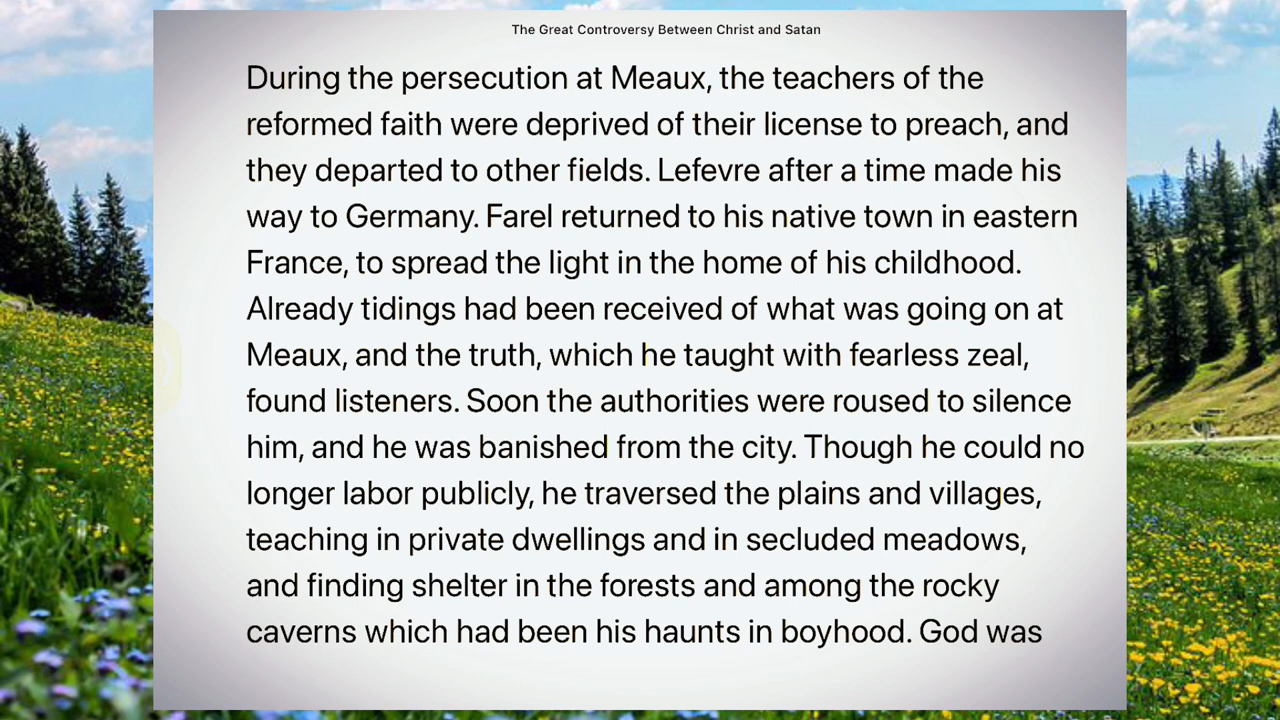 The Great Controversy Between Christ and Satan
During the persecution at Meaux, the teachers of the
reformed faith were deprived of their license to preach, and
they departed to other fields. Lefevre after a time made his
way to Germany. Farel returned to his native town in eastern
France, to spread the light in the home of his childhood.
Already tidings had been received of what was going on at
Meaux, and the truth, which he taught with fearless zeal,
found listeners. Soon the authorities were roused to silence
him, and he was banished from the city. Though he could no
longer labor publicly, he traversed the plains and villages,
teaching in private dwellings and in secluded meadows,
and finding shelter in the forests and among the rocky
caverns which had been his haunts in boyhood. God was